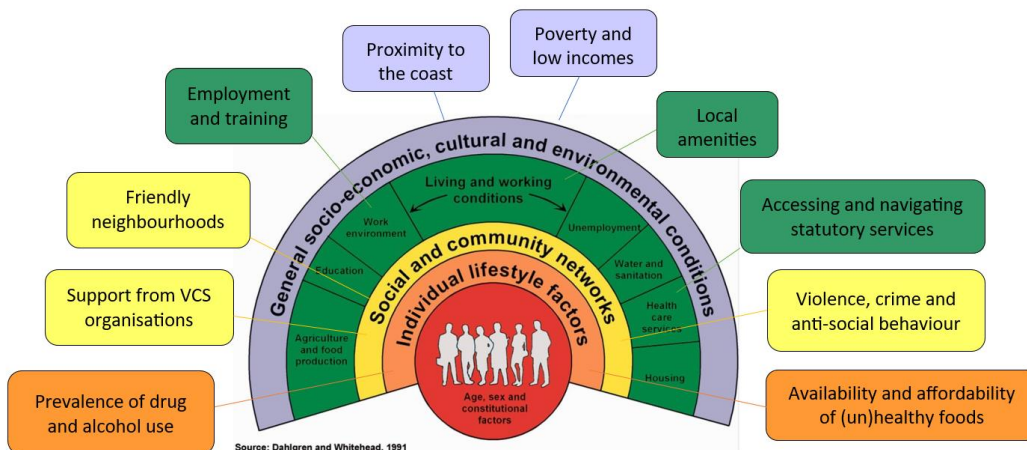 Proximity to
the coast
Poverty and
low incomes
Employment
and training
Local
amenities
Friendly
neighbourhoods
Accessing and navigating
statutory services
Support from VCS
organisations
Violence, crime and
anti-social behaviour
Prevalence of drug
and alcohol use
Availability and affordability
of (un)healthy foods
General socio-economic, cultural and environmental conditions
Living and working
conditions
Work
environment
Unemployment
Education
Water and
sanitation
Health
care
services
Agriculture
and food
production
Housing
Social and community networks
Individual lifestyle factors
Age, sex and
constitutional
factors
Source: Dahlgren and Whitehead, 1991